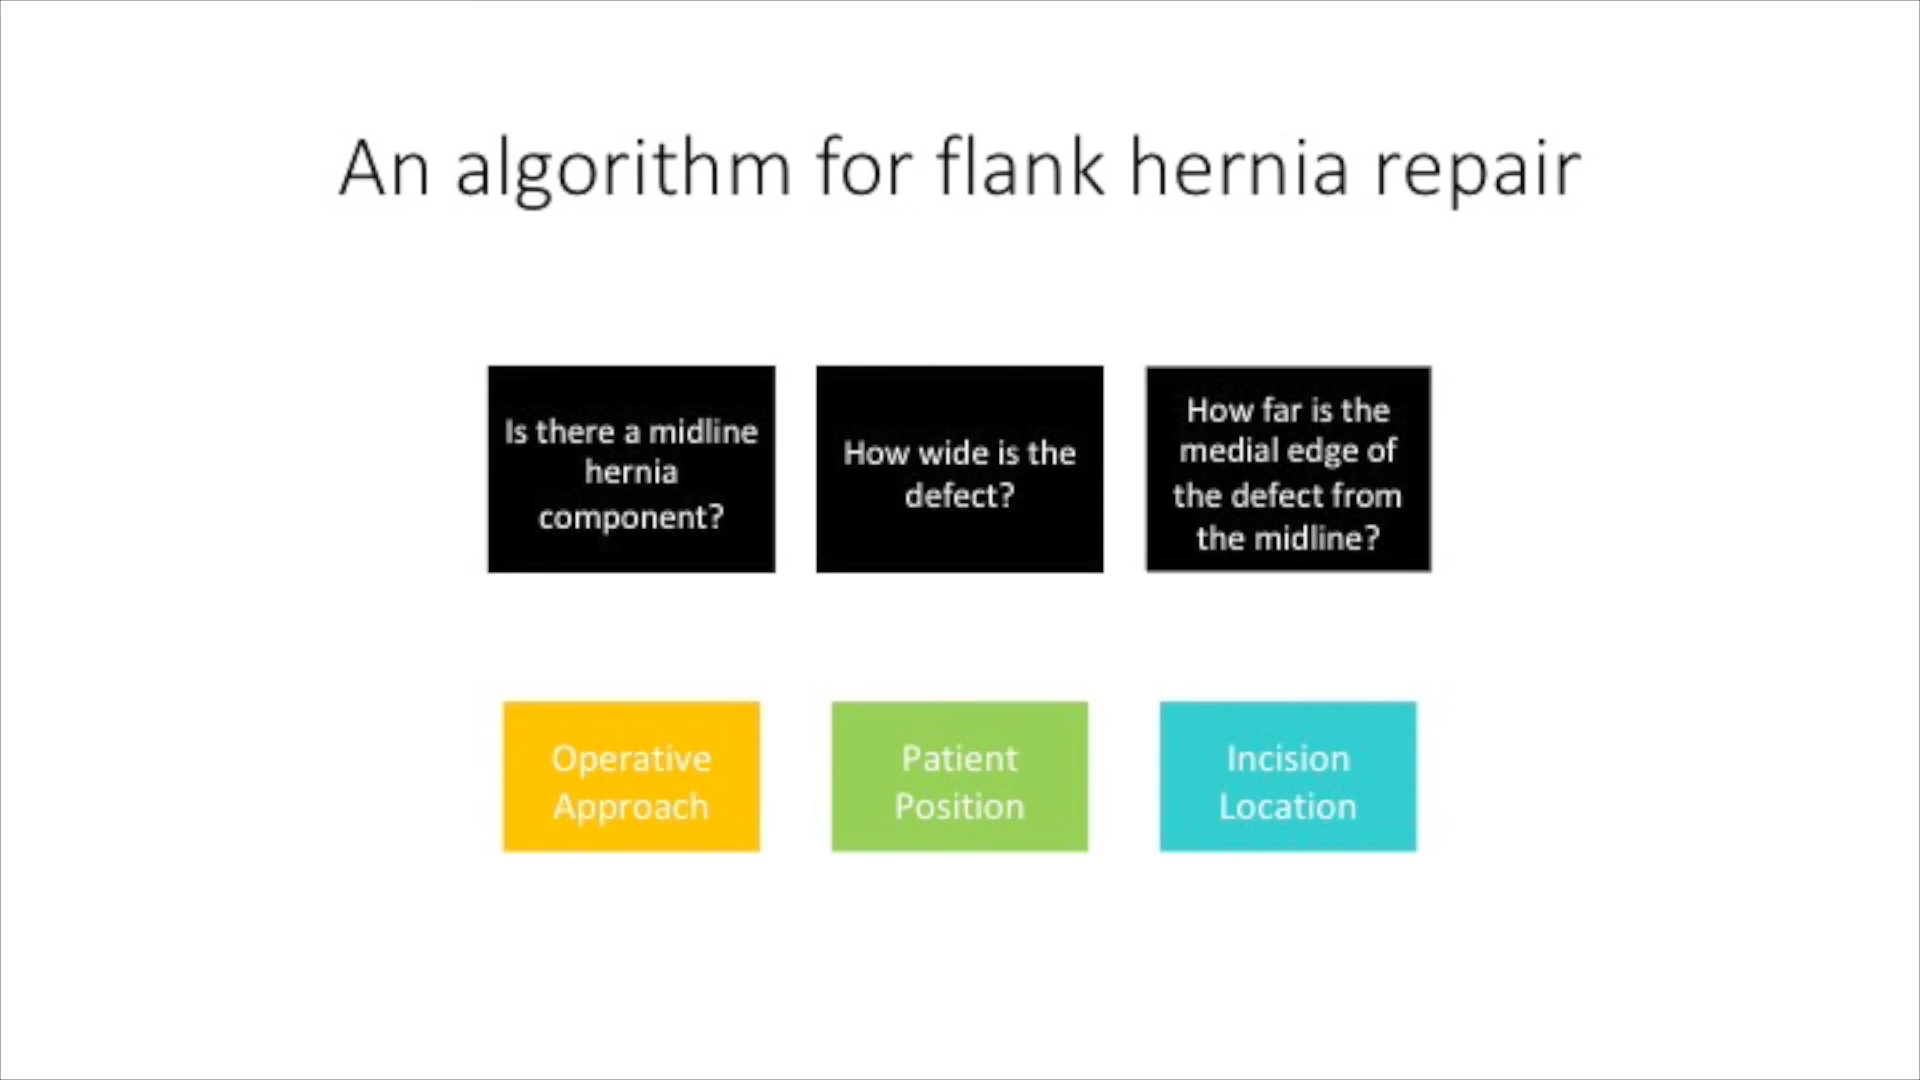 An algorithm for flank hernia repair
Is there a midline
hernia
component?
How wide is the
defect?
How far is the
medial edge of
the defect from
the midline?
Operative
Approach
Patient
Position
Incision
Location